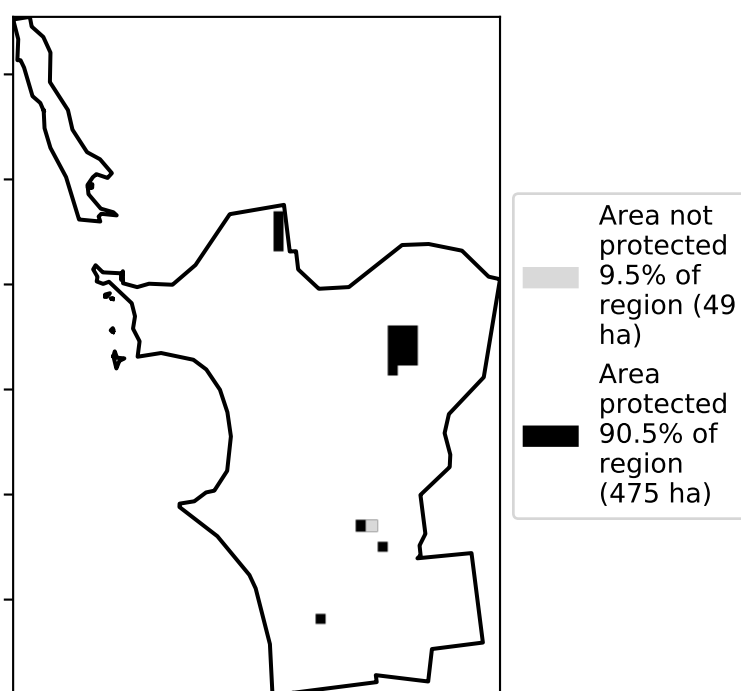 Area not
protected
9.5% of
region (49
ha)
Area
protected
90.5% of
region
(475 ha)